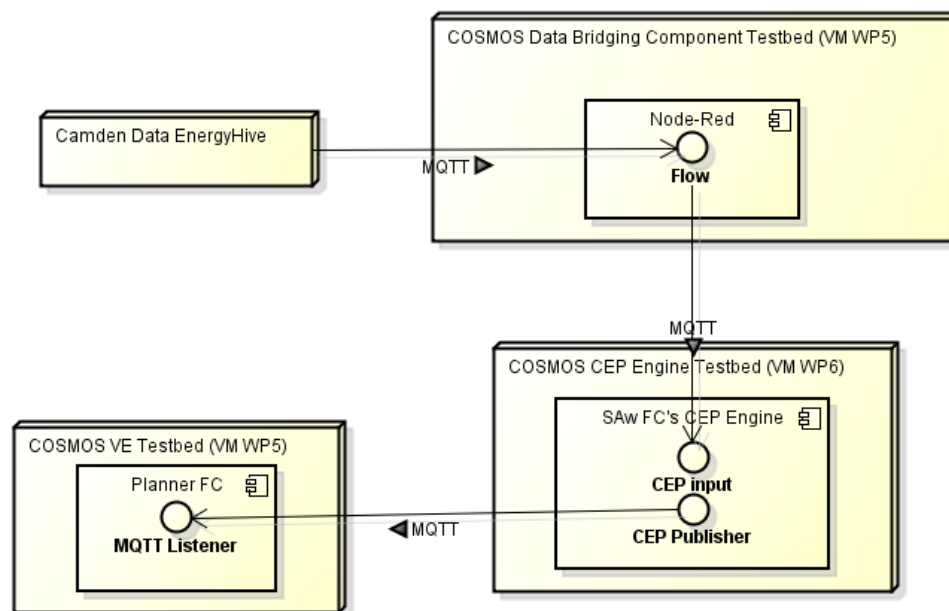 COSMOS Data Bridging Component Testbed (VM WP5)
Node-Red
Flow
Camden Data EnergyHive
MQTT
MQTT
COSMOS CEP Engine Testbed (VM WP6)
SAw FC's CEP Engine
CEP input
CEP Publisher
MQTT
COSMOS VE Testbed (VM WP5)
Planner FC
MQTT Listener